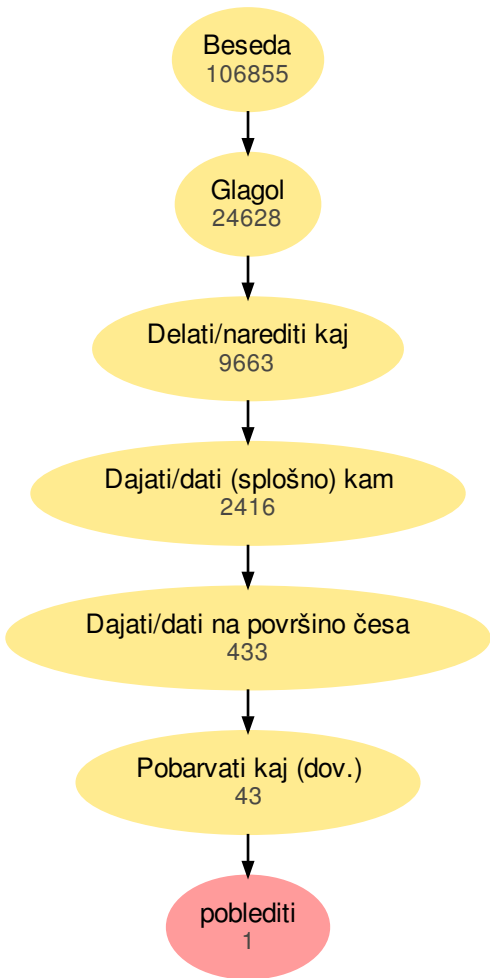 Beseda
106855
Glagol
24628
Delati/narediti kaj
9663
Dajati/dati (splošno) kam
2416
Dajati/dati na površino česa
433
Pobarvati kaj (dov.)
43
poblediti
1